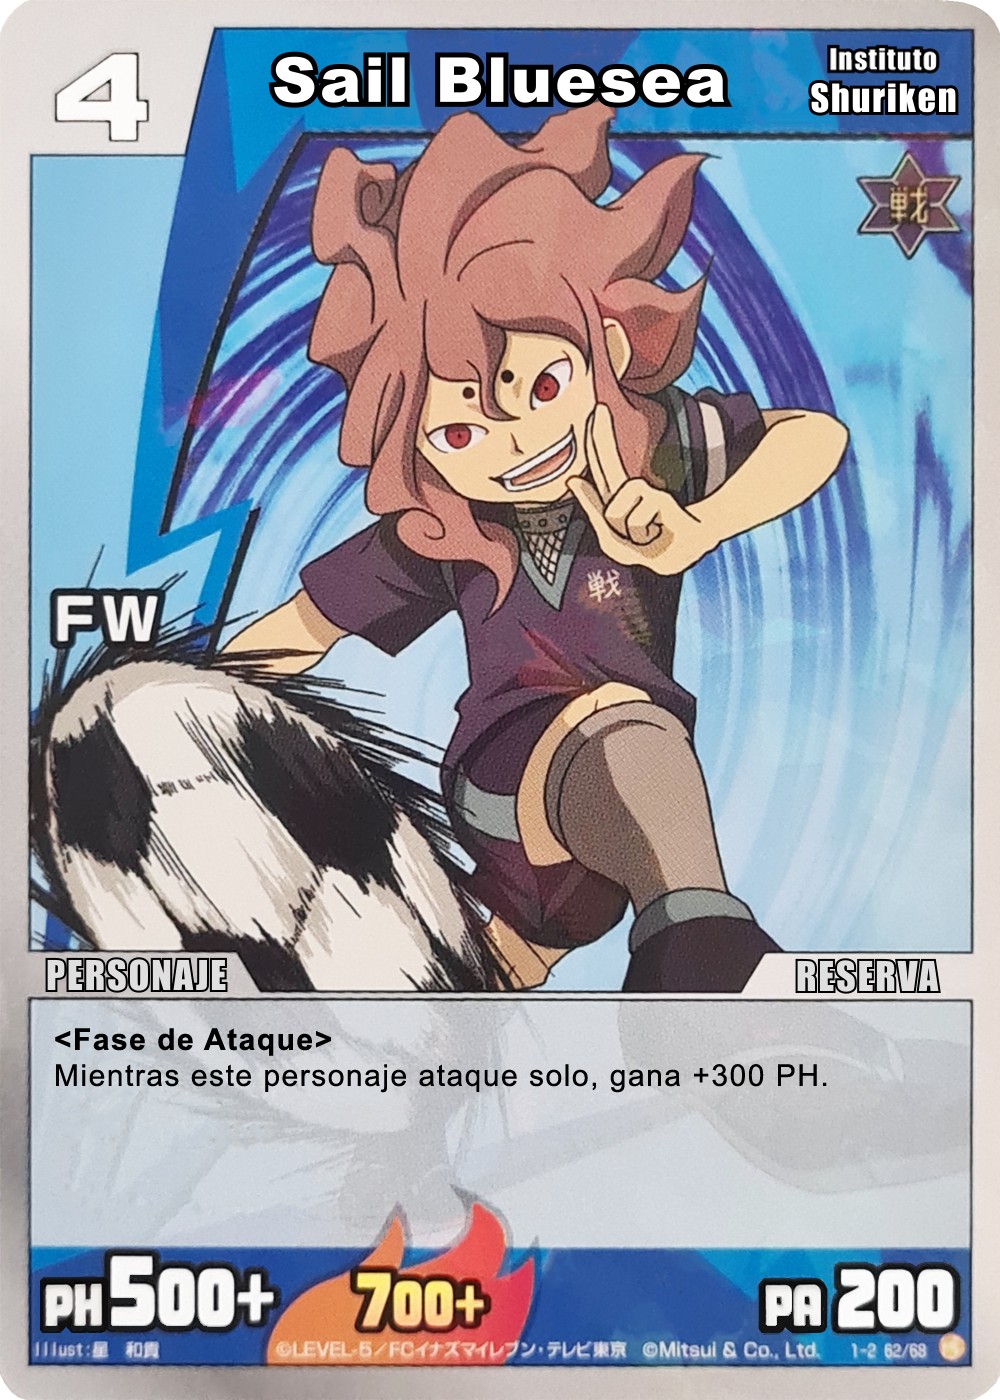 4
Sail Bluesea
Instituto
Shuriken
戦
戦
FW
PERSONAJE
RESERVA
<Fase de Ataque>
Mientras este personaje ataque solo, gana +300 PH.
PH 500+
700+
PA 200
Illust:星 和貴
©LEVEL-5/FCイナズマイレブン・テレビ東京 ©Mitsui & Co., Ltd.
1-2 62/68